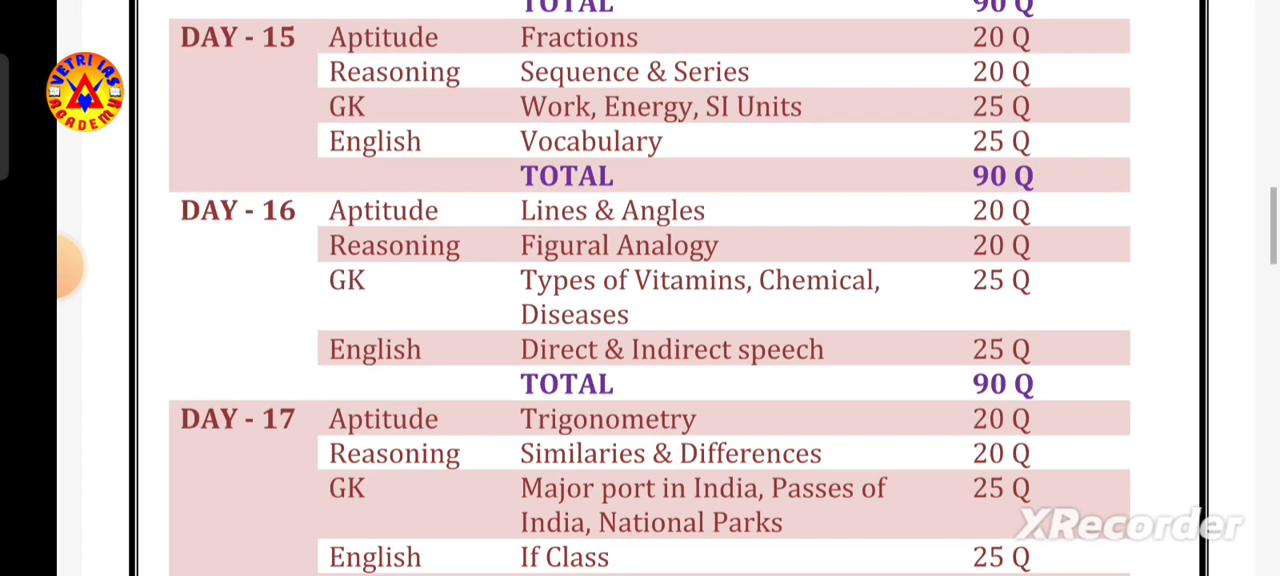 TOTAL 90 Q
DAY - 15 Aptitude Fractions 20 Q
Reasoning Sequence & Series 20 Q
GK Work, Energy, SI Units 25 Q
English Vocabulary 25 Q
TOTAL 90 Q
DAY - 16 Aptitude Lines & Angles 20 Q
Reasoning Figural Analogy 20 Q
GK Types of Vitamins, Chemical, 25 Q
Diseases
English Direct & Indirect speech 25 Q
TOTAL 90 Q
DAY - 17 Aptitude Trigonometry 20 Q
Reasoning Similaries & Differences 20 Q
GK Major port in India, Passes of 25 Q
India, National Parks
English If Class 25 Q
VETRI IAS
ACADEMY
XRecorder